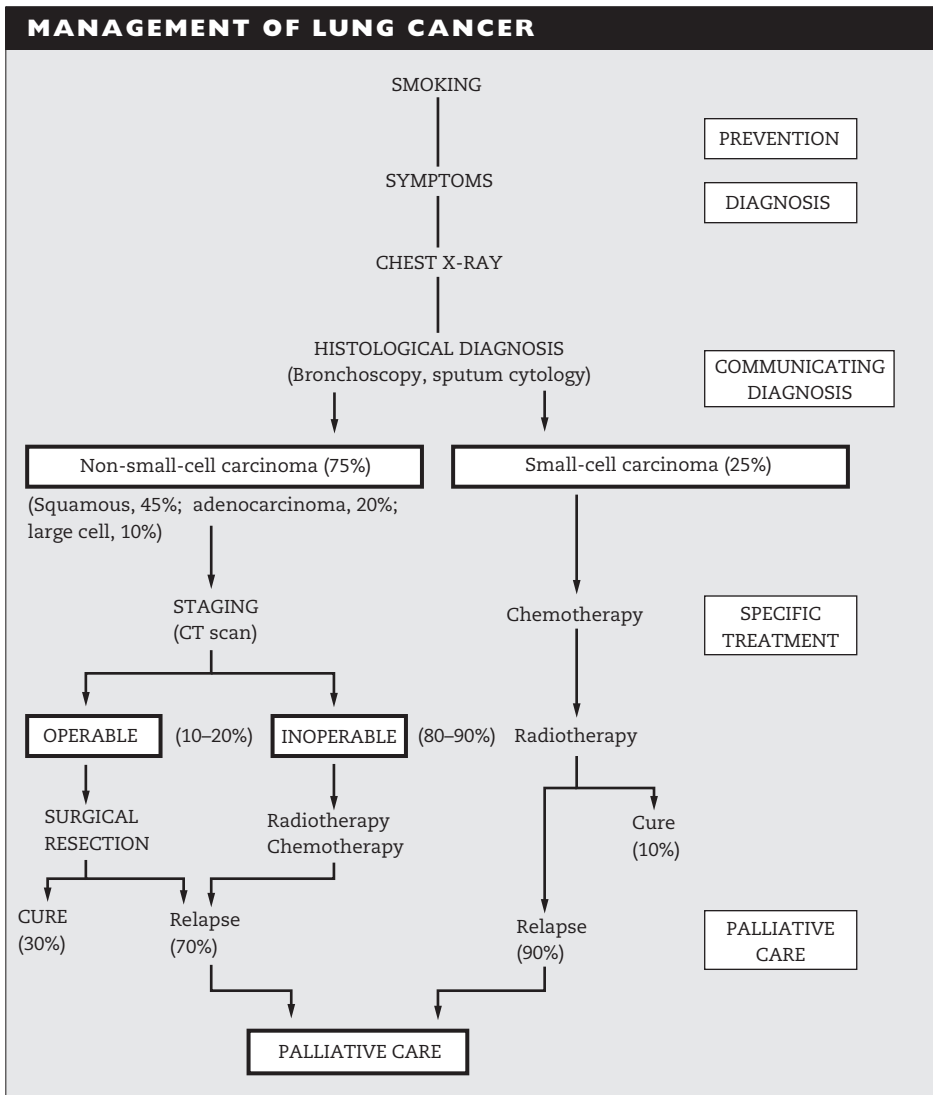 MANAGEMENT OF LUNG CANCER
SMOKING
PREVENTION
SYMPTOMS
DIAGNOSIS
CHEST X-RAY
HISTOLOGICAL DIAGNOSIS
(Bronchoscopy, sputum cytology)
COMMUNICATING
DIAGNOSIS
Non-small-cell carcinoma (75%)
Small-cell carcinoma (25%)
(Squamous, 45%; adenocarcinoma, 20%;
large cell, 10%)
STAGING
(CT scan)
Chemotherapy
SPECIFIC
TREATMENT
OPERABLE
(10–20%)
INOPERABLE
(80–90%)
Radiotherapy
SURGICAL
RESECTION
Radiotherapy
Chemotherapy
Cure
(10%)
CURE
(30%)
Relapse
(70%)
Relapse
(90%)
PALLIATIVE
CARE
PALLIATIVE CARE